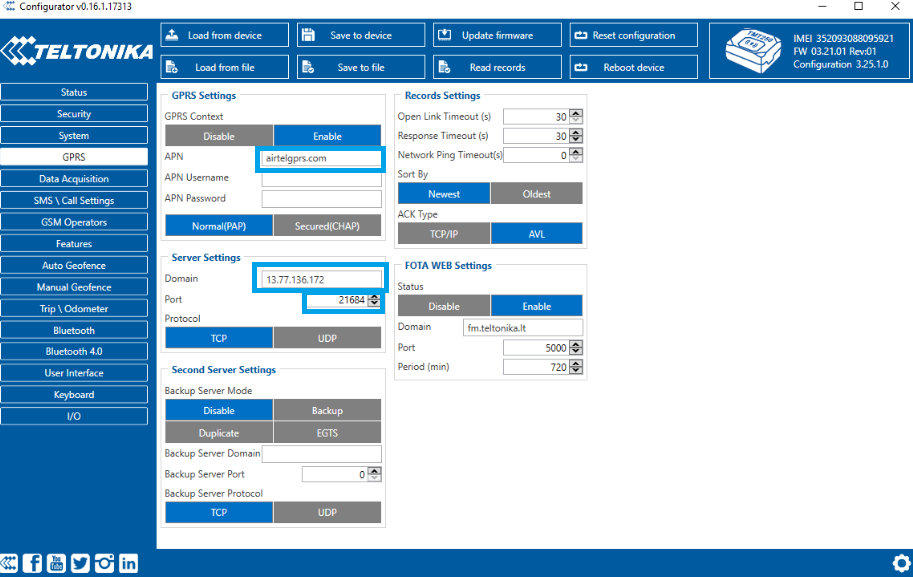 Configurator v0.16.1.17313
TELTONIKA
Load from device
Save to device
Update firmware
Reset configuration
Load from file
Save to file
Read records
Reboot device
TMT250
IMEI 352093088095921
FW 03.21.01 Rev:01
Configuration 3.25.1.0
Status
Security
System
GPRS
Data Acquisition
SMS \ Call Settings
GSM Operators
Features
Auto Geofence
Manual Geofence
Trip \ Odometer
Bluetooth
Bluetooth 4.0
User Interface
Keyboard
I/O
GPRS Settings
GPRS Context
Disable Enable
APN airtelgprs.com
APN Username
APN Password
Normal(PAP) Secured(CHAP)
Server Settings
Domain 13.77.136.172
Port 21684
Protocol
TCP UDP
Second Server Settings
Backup Server Mode
Disable Backup
Duplicate EGTS
Backup Server Domain
Backup Server Port 0
Backup Server Protocol
TCP UDP
Records Settings
Open Link Timeout (s) 30
Response Timeout (s) 30
Network Ping Timeout(s) 0
Sort By
Newest Oldest
ACK Type
TCP/IP AVL
FOTA WEB Settings
Status
Disable Enable
Domain fm.teltonika.lt
Port 5000
Period (min) 720
f
You
Tube
in